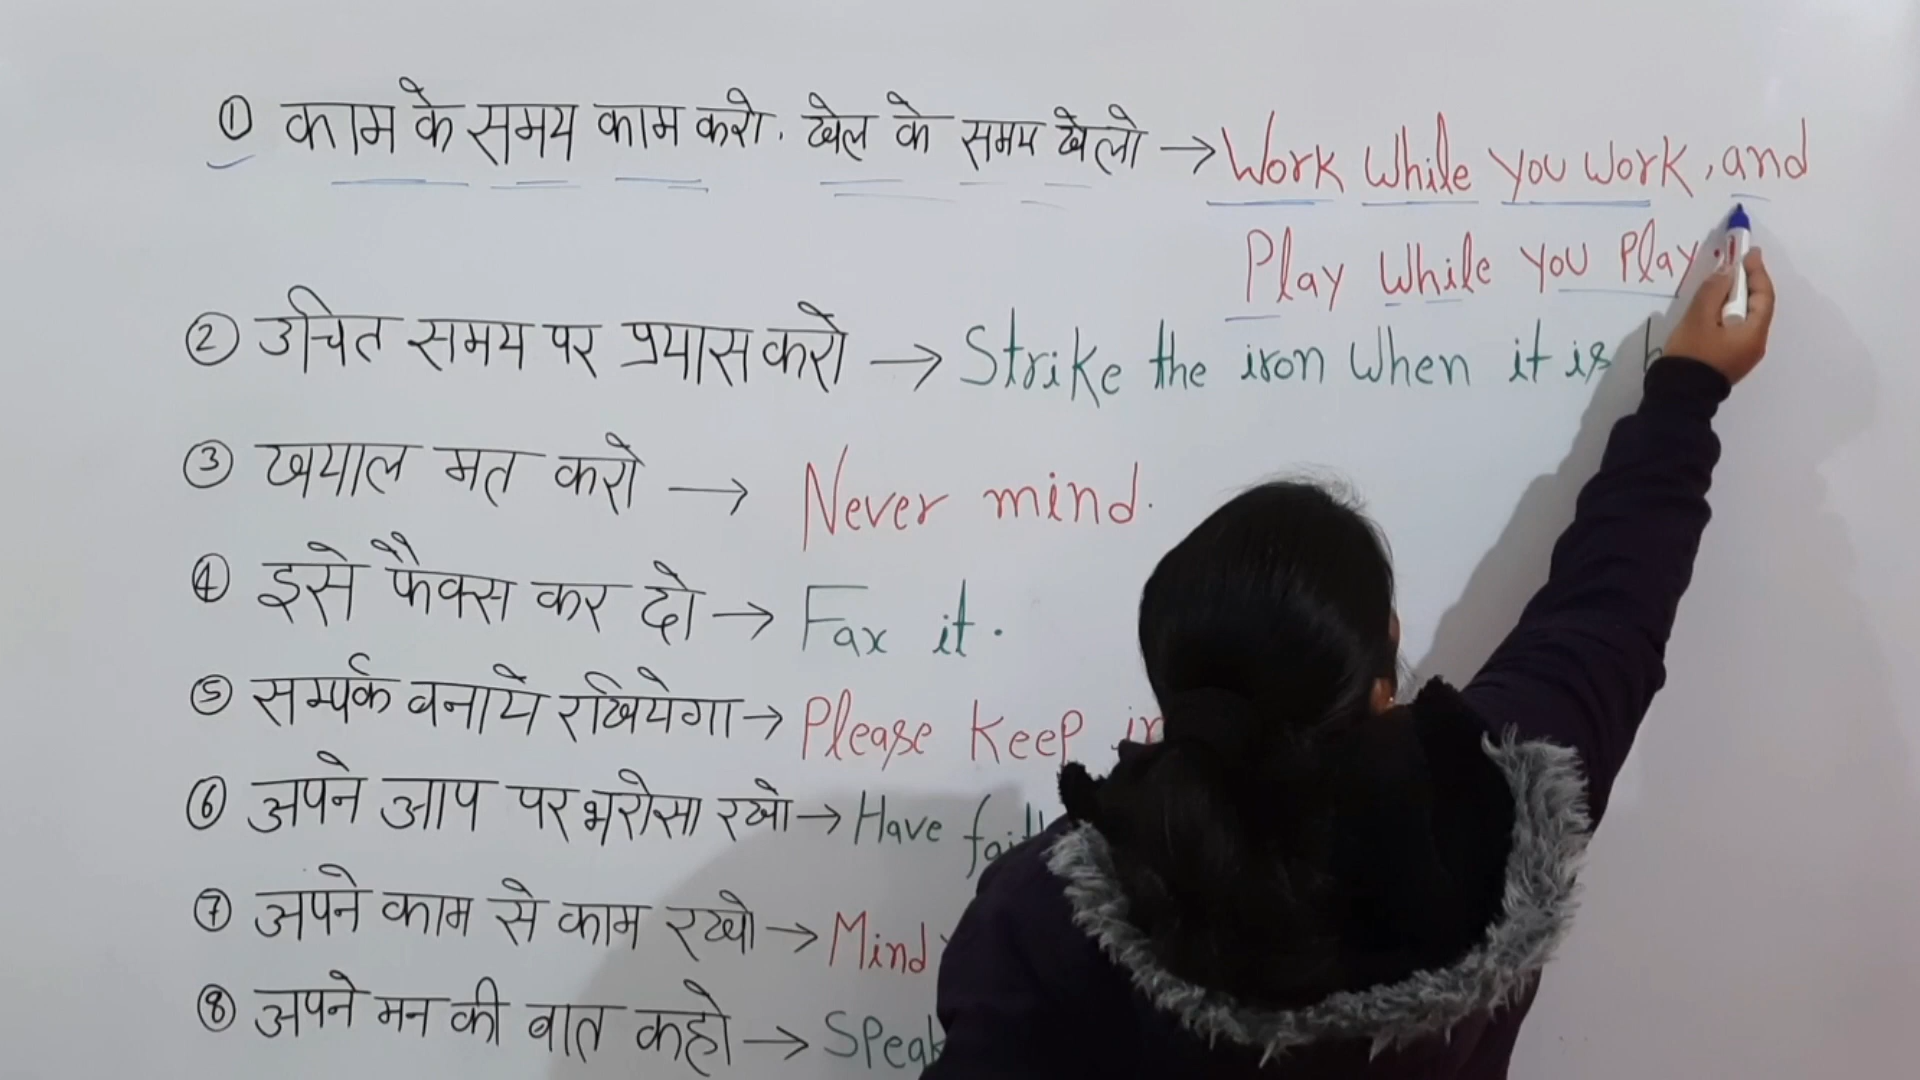 ① काम के समय काम करो. खेल के समय खेलो → Work While you work, and
Play While you Play.
② उचित समय पर प्रयास करो → Strike the iron when it is
③ खयाल मत करो → Never mind.
④ इसे फैक्स कर दो → Fax it.
⑤ सम्पर्क बनाये रखियेगा → Please keep in
⑥ अपने आप पर भरोसा रखो → Have faith
⑦ अपने काम से काम रखो → Mind
⑧ अपने मन की बात कहो → Speak